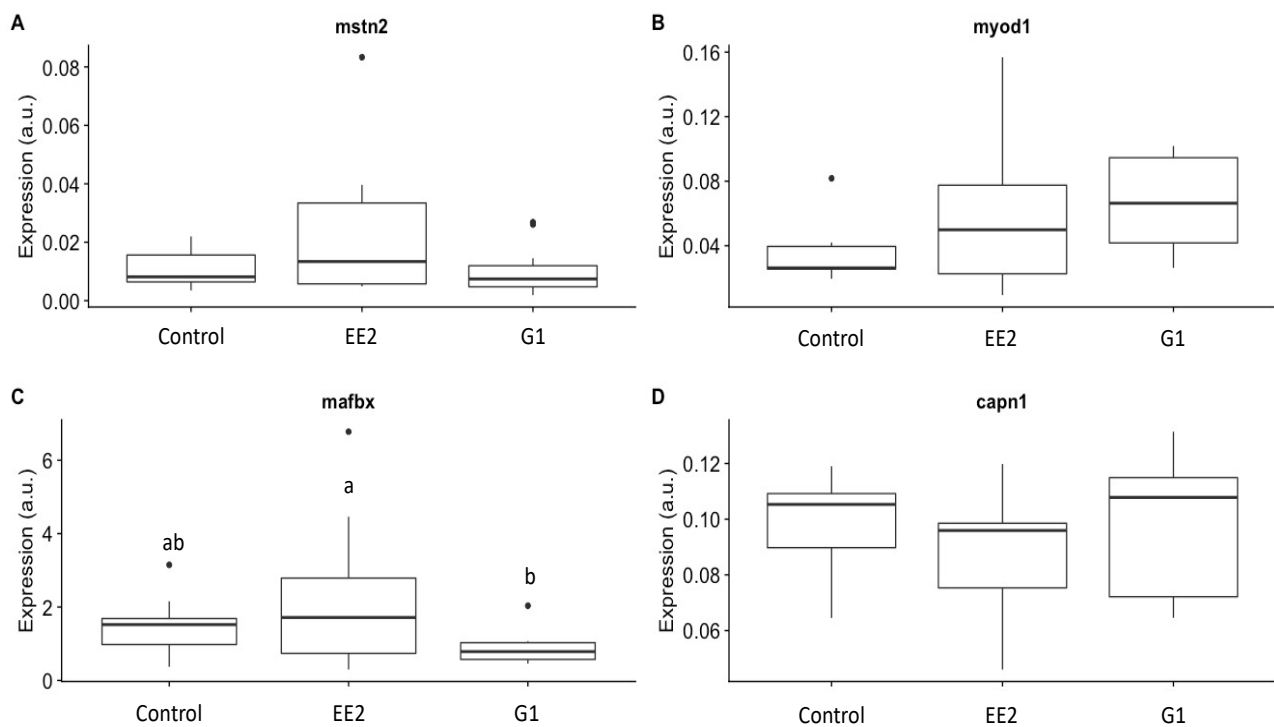 A
mstn2
Expression (a.u.)
0.08
0.06
0.04
0.02
0.00
Control EE2 G1
B
myod1
Expression (a.u.)
0.16
0.12
0.08
0.04
Control EE2 G1
C
mafbx
Expression (a.u.)
6
4
2
0
ab
a
b
Control EE2 G1
D
capn1
Expression (a.u.)
0.12
0.10
0.08
0.06
Control EE2 G1